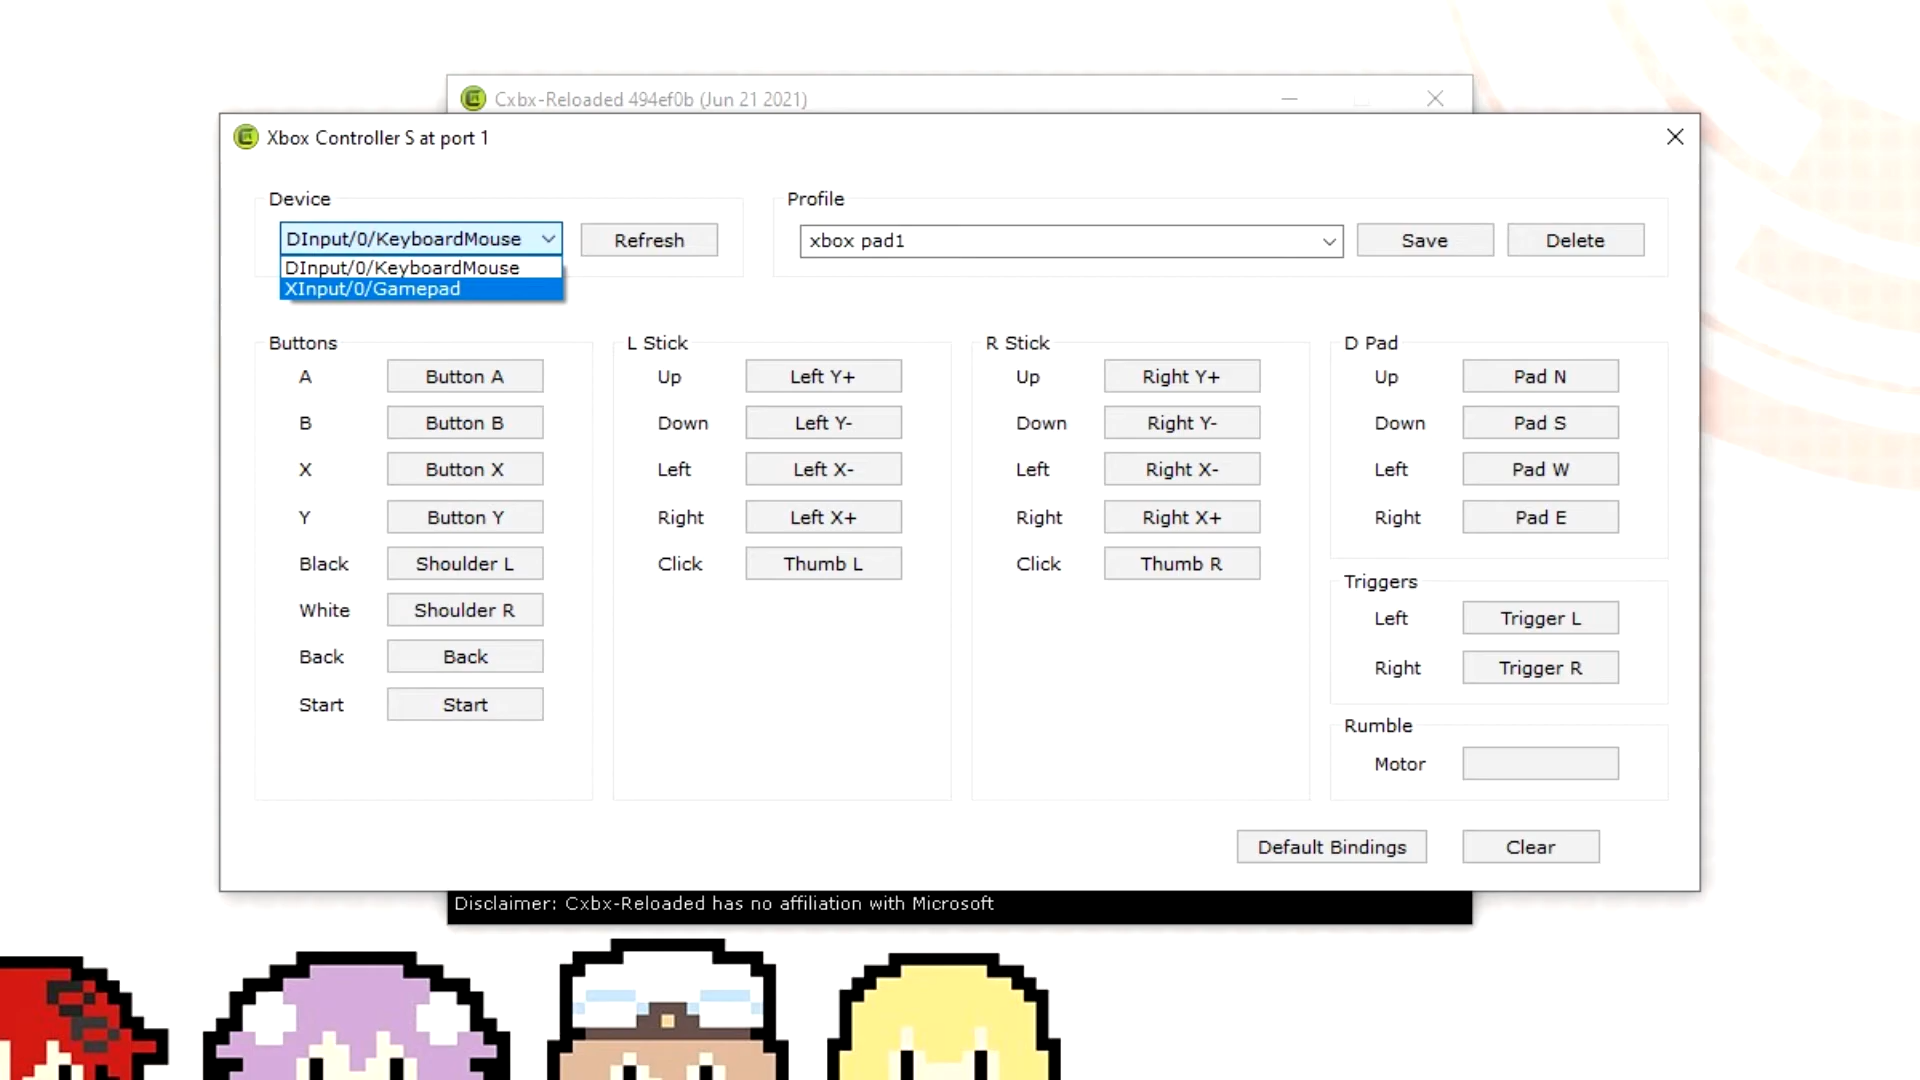 Cxbx-Reloaded 494ef0b (Jun 21 2021)
Xbox Controller S at port 1
Device
DInput/0/KeyboardMouse
Refresh
DInput/0/KeyboardMouse
XInput/0/Gamepad
Profile
xbox pad1
Save
Delete
Buttons
A Button A
B Button B
X Button X
Y Button Y
Black Shoulder L
White Shoulder R
Back Back
Start Start
L Stick
Up Left Y+
Down Left Y-
Left Left X-
Right Left X+
Click Thumb L
R Stick
Up Right Y+
Down Right Y-
Left Right X-
Right Right X+
Click Thumb R
D Pad
Up Pad N
Down Pad S
Left Pad W
Right Pad E
Triggers
Left Trigger L
Right Trigger R
Rumble
Motor
Default Bindings
Clear
Disclaimer: Cxbx-Reloaded has no affiliation with Microsoft